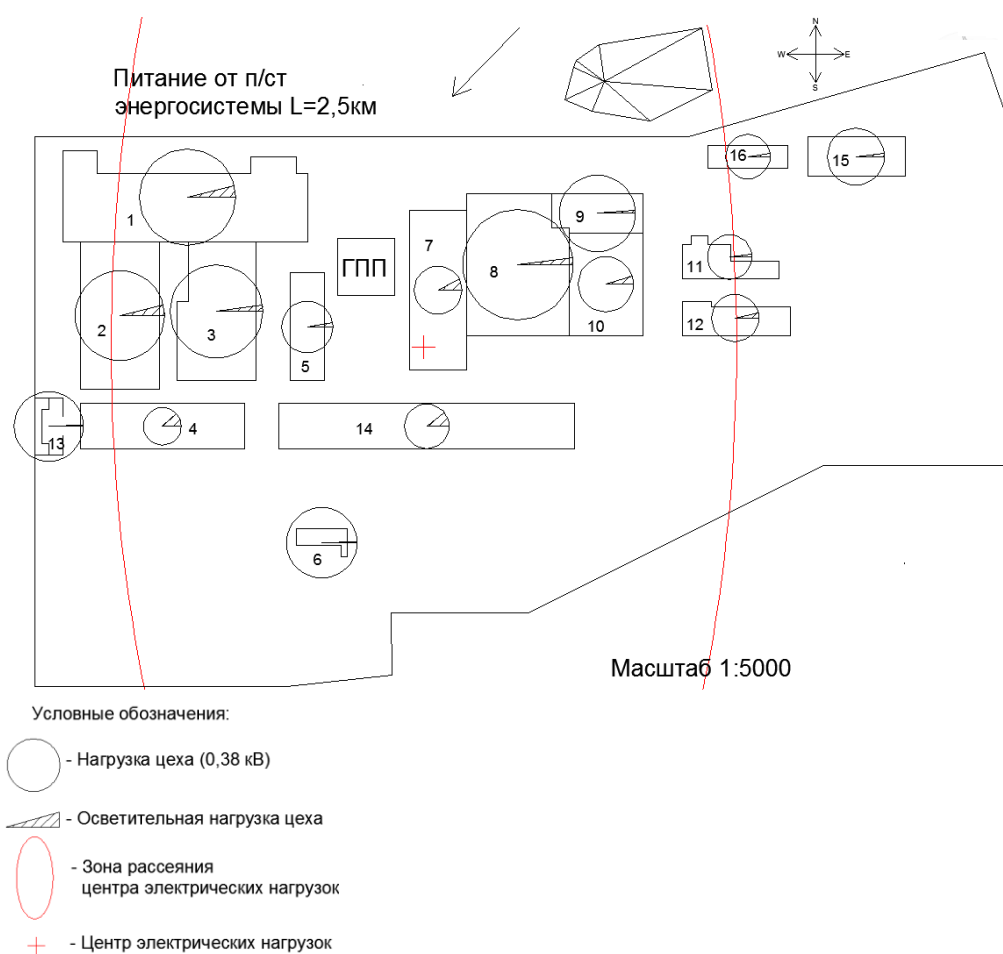 N
W E
S
Питание от п/ст
энергосистемы L=2,5км
16
15
1
9
7
ГПП
8
11
2
3
5
10
12
13
4
14
6
Масштаб 1:5000
Условные обозначения:
- Нагрузка цеха (0,38 кВ)
- Осветительная нагрузка цеха
- Зона рассеяния
центра электрических нагрузок
- Центр электрических нагрузок